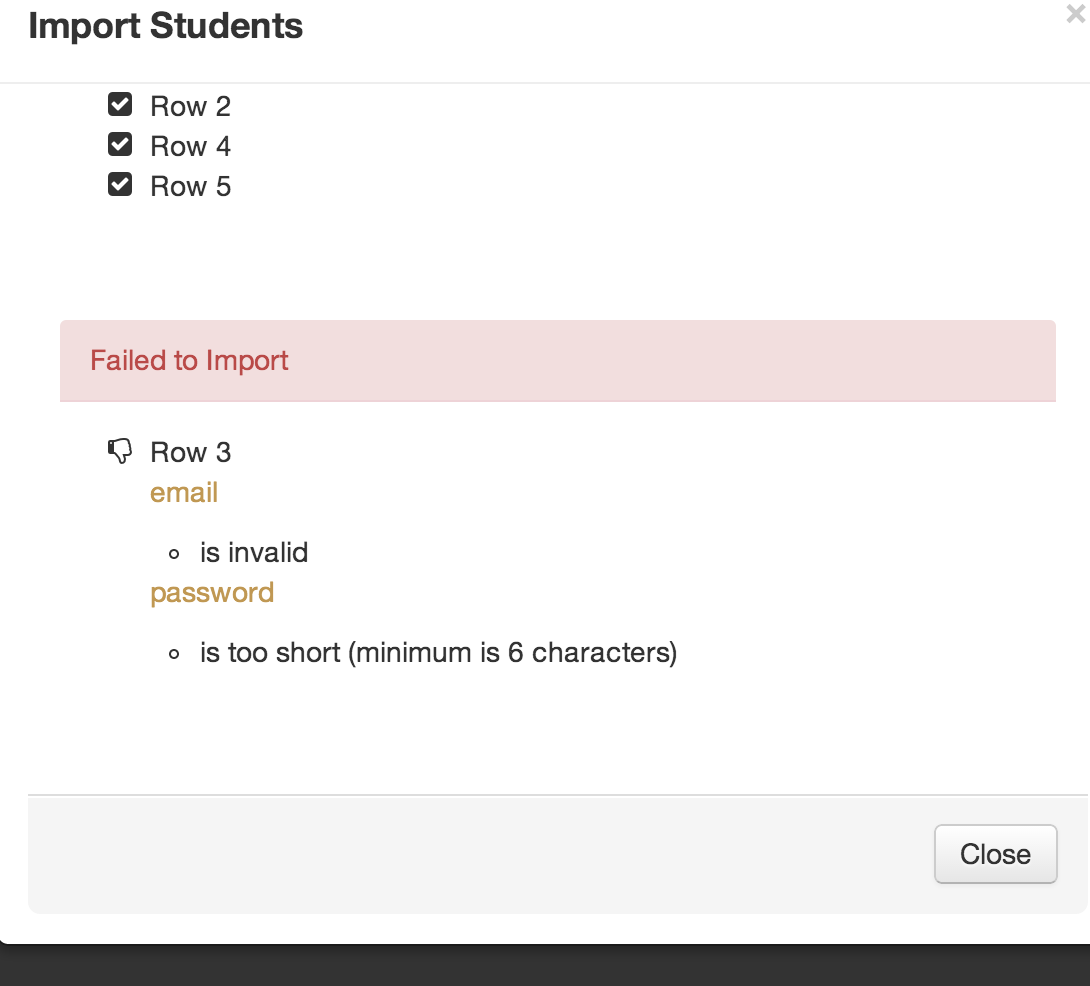 Import Students
×
Row 2
Row 4
Row 5
Failed to Import
Row 3
email
is invalid
password
is too short (minimum is 6 characters)
Close